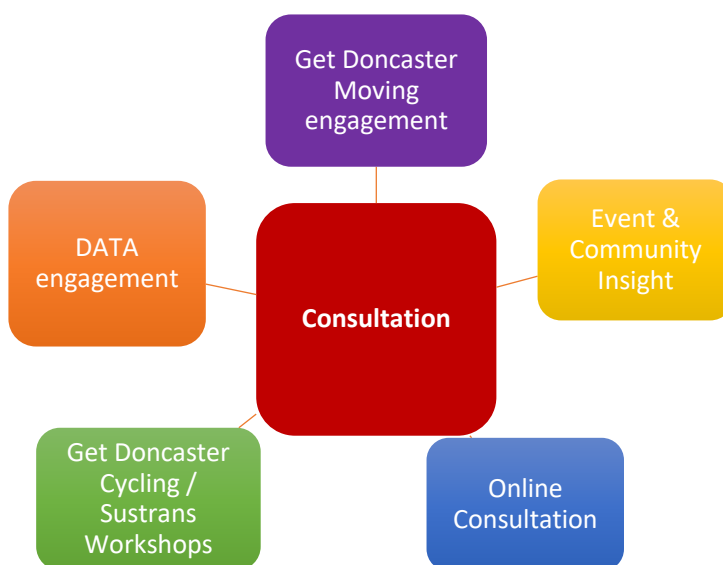 Get Doncaster
Moving
engagement
DATA
engagement
Event &
Community
Insight
Consultation
Get Doncaster
Cycling /
Sustrans
Workshops
Online
Consultation